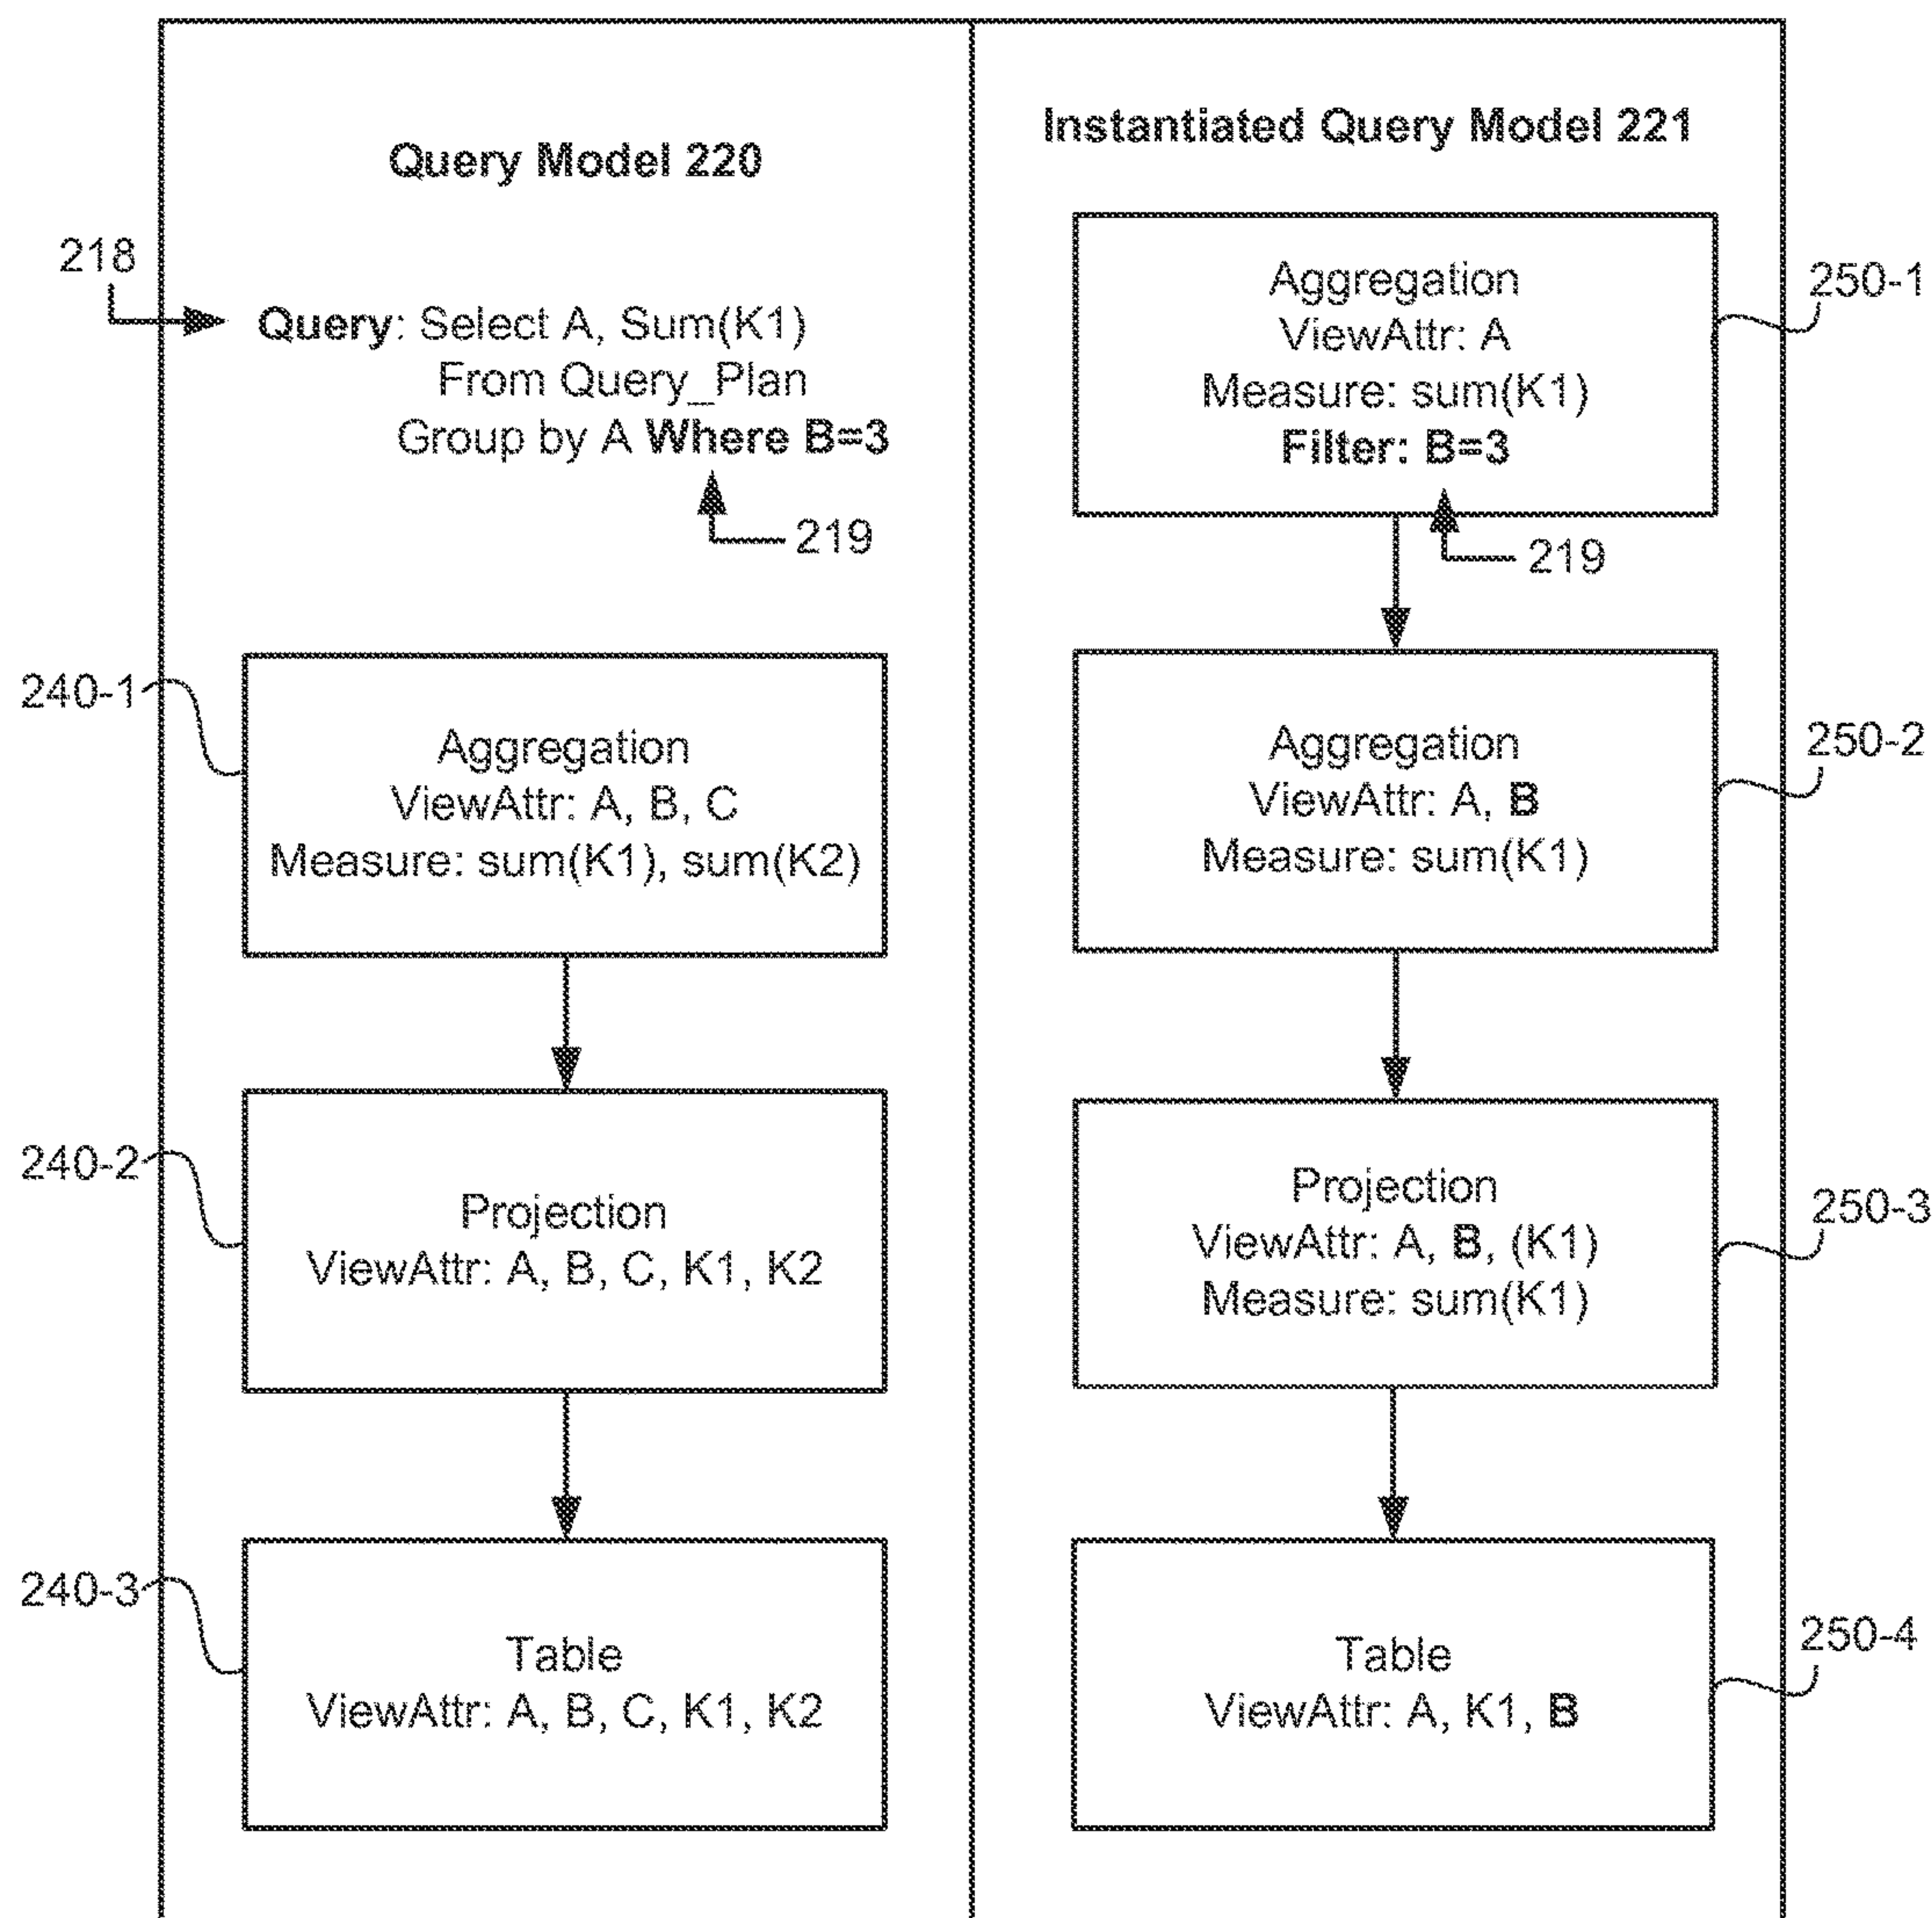 Query Model 220
218
Query: Select A, Sum(K1)
From Query_Plan
Group by A Where B=3
219
240-1
Aggregation
ViewAttr: A, B, C
Measure: sum(K1), sum(K2)
240-2
Projection
ViewAttr: A, B, C, K1, K2
240-3
Table
ViewAttr: A, B, C, K1, K2
Instantiated Query Model 221
250-1
Aggregation
ViewAttr: A
Measure: sum(K1)
Filter: B=3
219
250-2
Aggregation
ViewAttr: A, B
Measure: sum(K1)
250-3
Projection
ViewAttr: A, B, (K1)
Measure: sum(K1)
250-4
Table
ViewAttr: A, K1, B